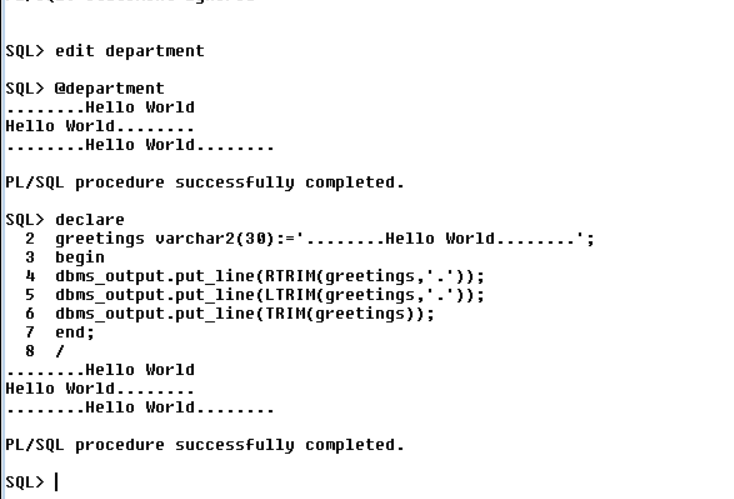 SQL> edit department
SQL> @department
........Hello World
Hello World........
........Hello World........
PL/SQL procedure successfully completed.
SQL> declare
2 greetings varchar2(30):='........Hello World........';
3 begin
4 dbms_output.put_line(RTRIM(greetings,'.'));
5 dbms_output.put_line(LTRIM(greetings,'.'));
6 dbms_output.put_line(TRIM(greetings));
7 end;
8 /
........Hello World
Hello World........
........Hello World........
PL/SQL procedure successfully completed.
SQL>